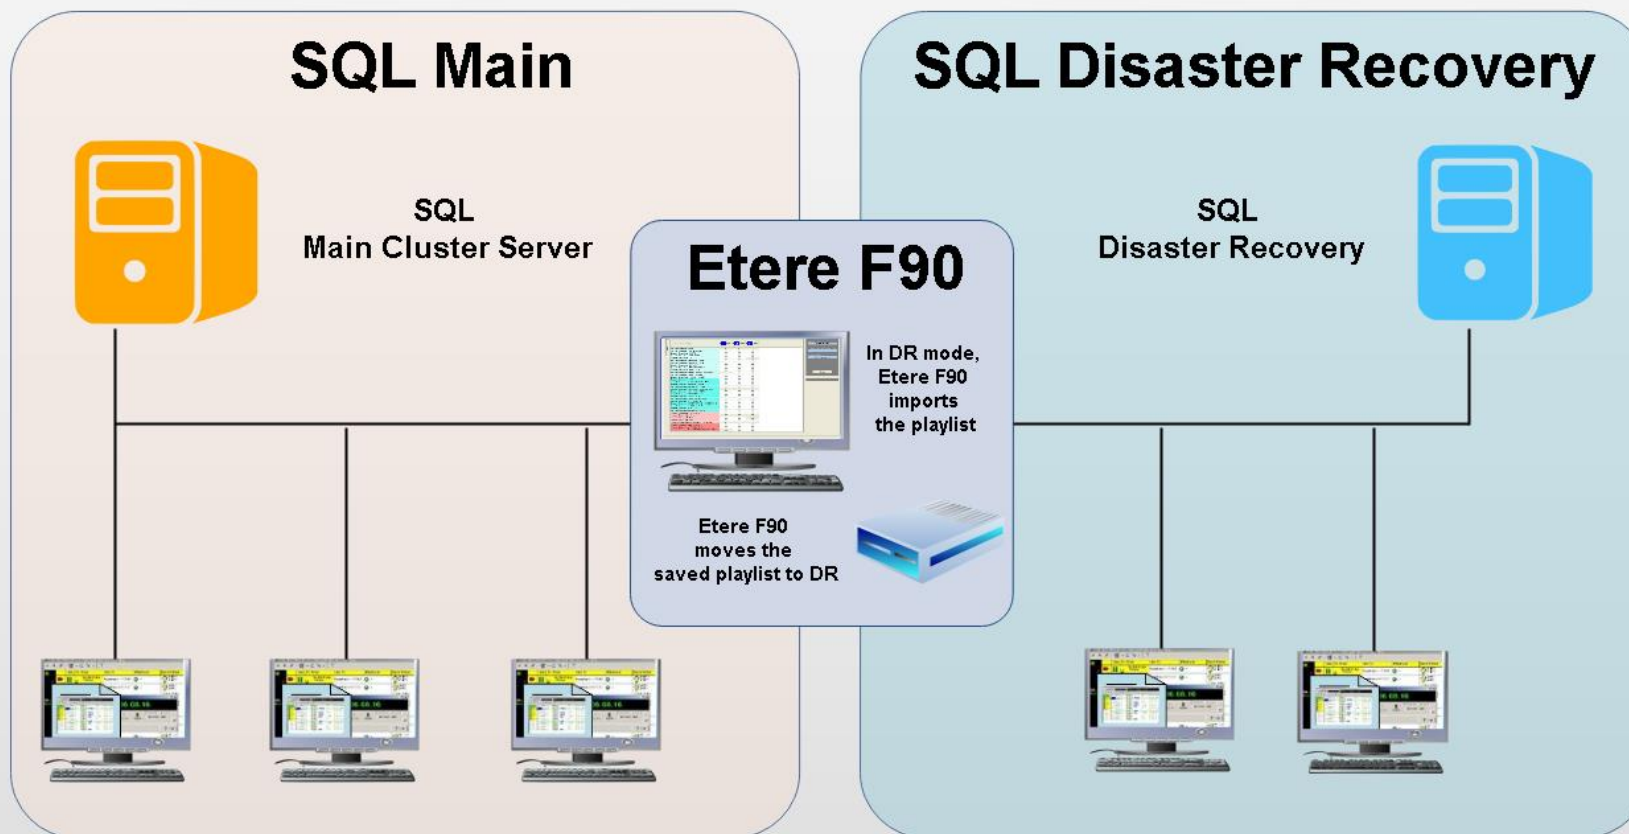 SQL Main
SQL Disaster Recovery
SQL
Main Cluster Server
SQL
Disaster Recovery
Etere F90
In DR mode,
Etere F90
imports
the playlist
Etere F90
moves the
saved playlist to DR